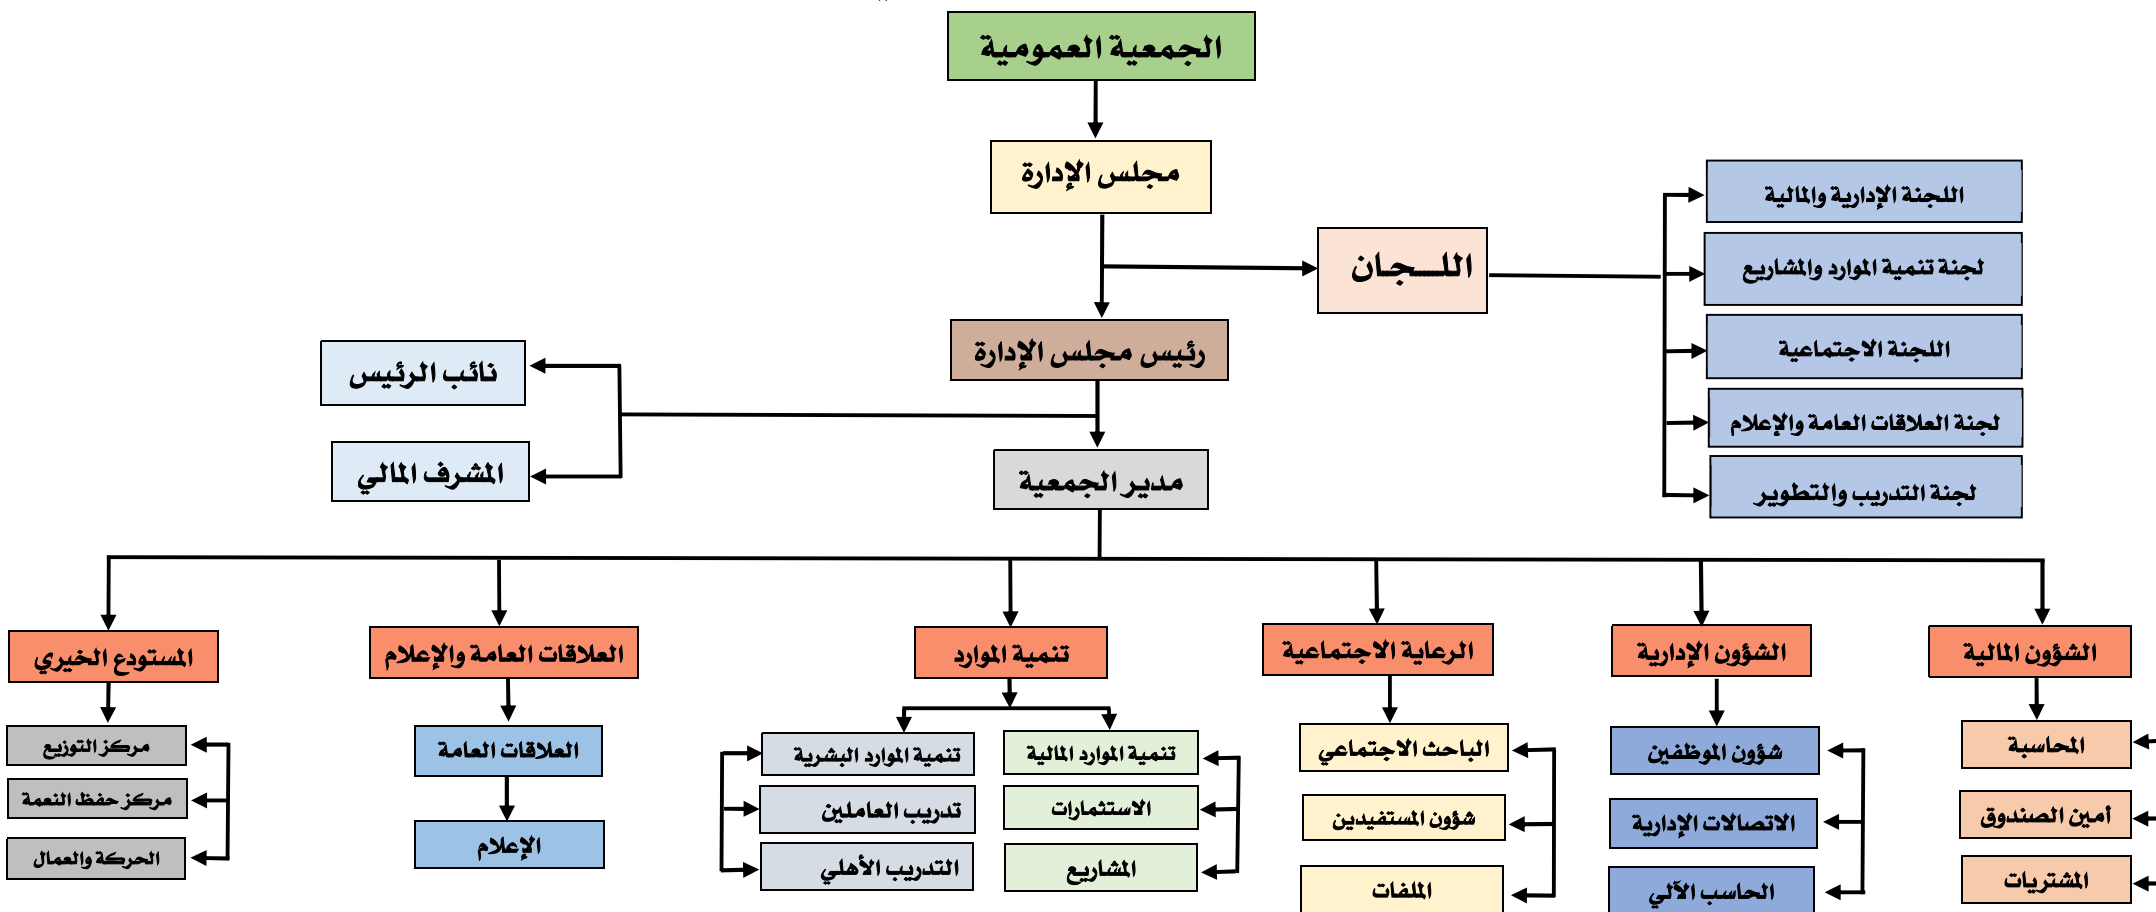 الجمعية العمومية
مجلس الإدارة
اللـــجـان
اللجنة الإدارية والمالية
لجنة تنمية الموارد والمشاريع
اللجنة الاجتماعية
لجنة العلاقات العامة والإعلام
لجنة التدريب والتطوير
رئيس مجلس الإدارة
نائب الرئيس
المشرف المالي
مدير الجمعية
الشؤون المالية
المحاسبة
أمين الصندوق
المشتريات
الشؤون الإدارية
شؤون الموظفين
الاتصالات الإدارية
الحاسب الآلي
الرعاية الاجتماعية
الباحث الاجتماعي
شؤون المستفيدين
الملفات
تنمية الموارد
تنمية الموارد المالية
الاستثمارات
المشاريع
تنمية الموارد البشرية
تدريب العاملين
التدريب الأهلي
العلاقات العامة والإعلام
العلاقات العامة
الإعلام
المستودع الخيري
مركز التوزيع
مركز حفظ النعمة
الحركة والعمال